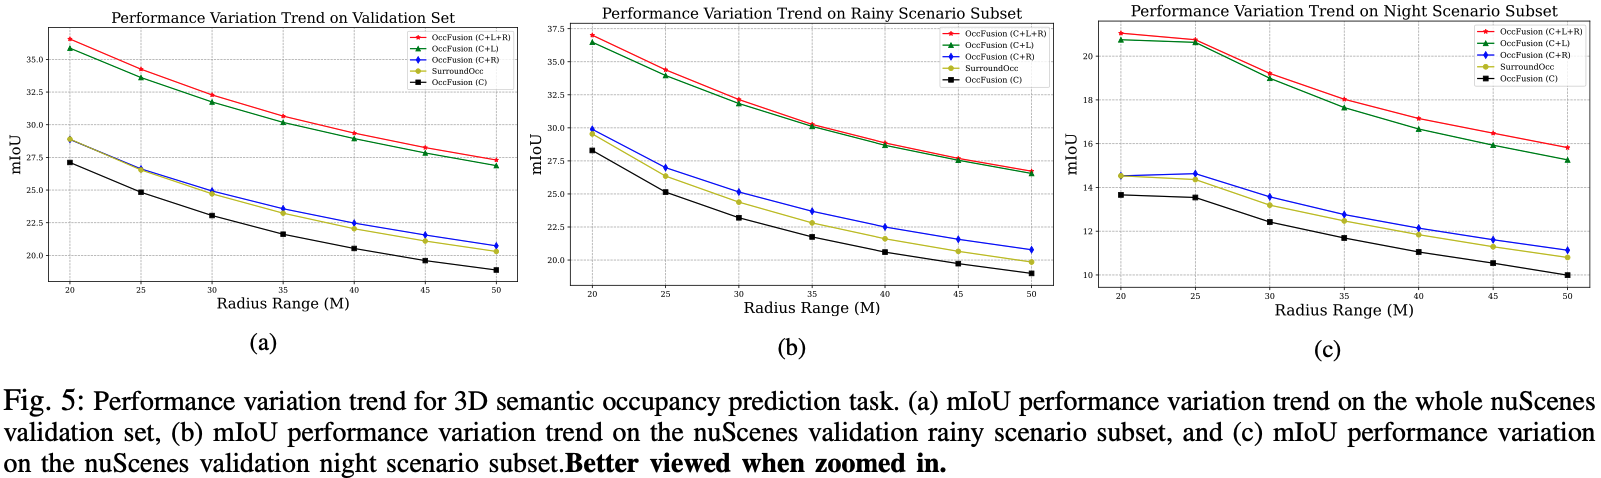 Performance Variation Trend on Validation Set
mIoU
35.0
32.5
30.0
27.5
25.0
22.5
20.0
OccFusion (C+L+R)
OccFusion (C+L)
OccFusion (C+R)
SurroundOcc
OccFusion (C)
20 25 30 35 40 45 50
Radius Range (M)
(a)
Performance Variation Trend on Rainy Scenario Subset
mIoU
37.5
35.0
32.5
30.0
27.5
25.0
22.5
20.0
OccFusion (C+L+R)
OccFusion (C+L)
OccFusion (C+R)
SurroundOcc
OccFusion (C)
20 25 30 35 40 45 50
Radius Range (M)
(b)
Performance Variation Trend on Night Scenario Subset
mIoU
20
18
16
14
12
10
OccFusion (C+L+R)
OccFusion (C+L)
OccFusion (C+R)
SurroundOcc
OccFusion (C)
20 25 30 35 40 45 50
Radius Range (M)
(c)
Fig. 5: Performance variation trend for 3D semantic occupancy prediction task. (a) mIoU performance variation trend on the whole nuScenes
validation set, (b) mIoU performance variation trend on the nuScenes validation rainy scenario subset, and (c) mIoU performance variation
on the nuScenes validation night scenario subset.Better viewed when zoomed in.